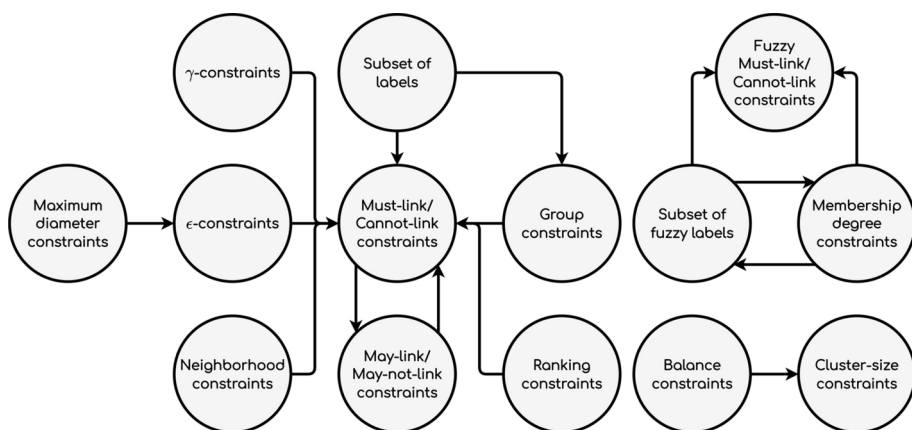 γ-constraints
Subset of
labels
Fuzzy
Must-link/
Cannot-link
constraints
Maximum
diameter
constraints
ϵ-constraints
Must-link/
Cannot-link
constraints
Group
constraints
Subset of
fuzzy labels
Membership
degree
constraints
Neighborhood
constraints
May-link/
May-not-link
constraints
Ranking
constraints
Balance
constraints
Cluster-size
constraints